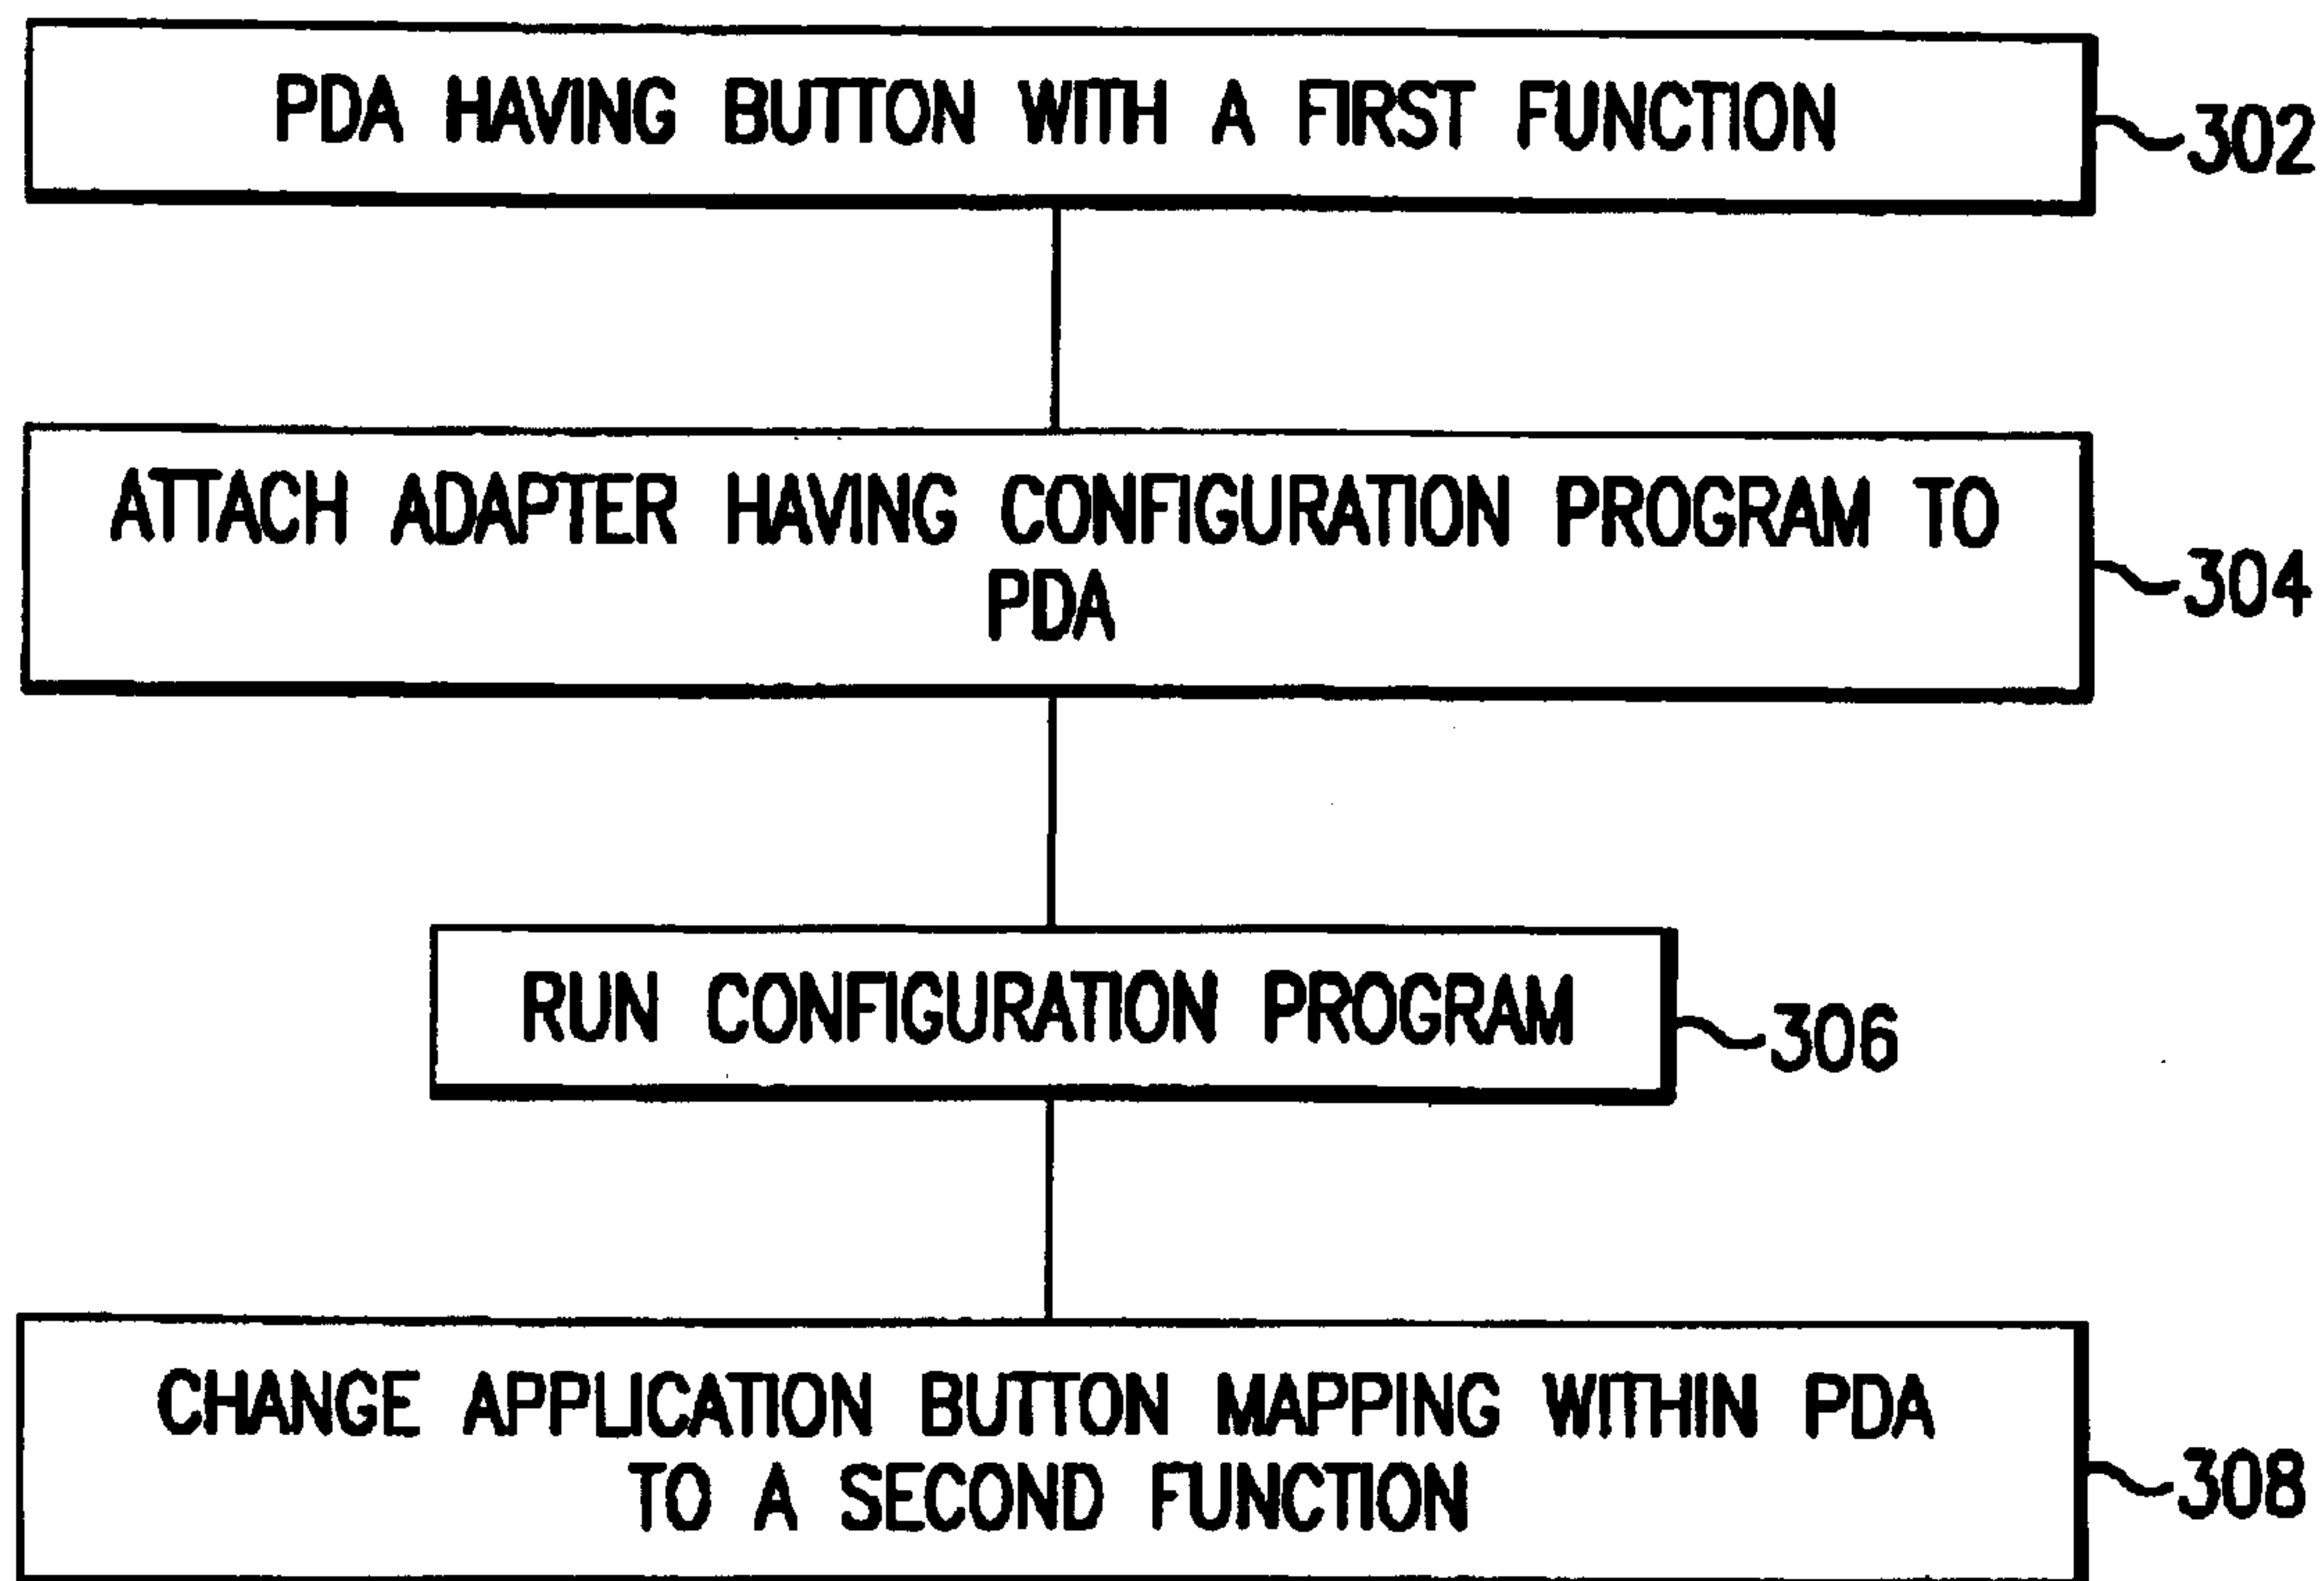 PDA HAVING BUTTON WITH A FIRST FUNCTION
302
ATTACH ADAPTER HAVING CONFIGURATION PROGRAM TO
PDA
304
RUN CONFIGURATION PROGRAM
306
CHANGE APPLICATION BUTTON MAPPING WITHIN PDA
TO A SECOND FUNCTION
308